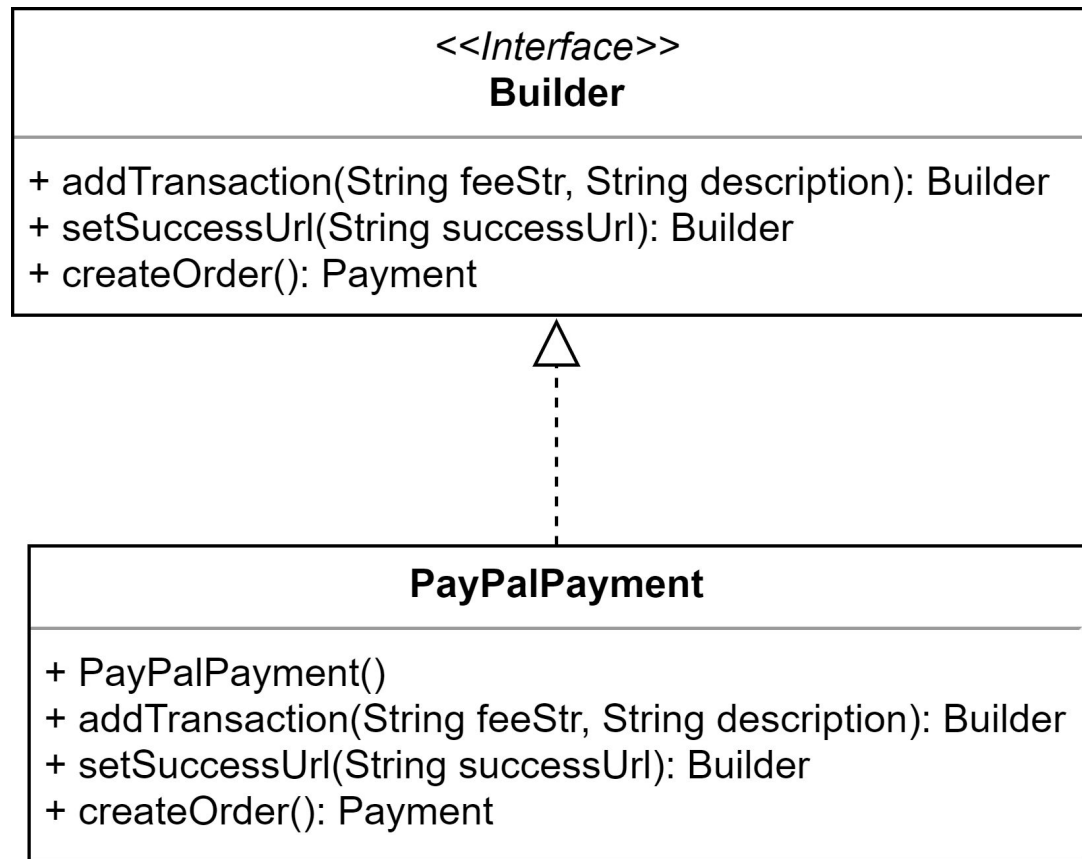 <<Interface>>
Builder
+ addTransaction(String feeStr, String description): Builder
+ setSuccessUrl(String successUrl): Builder
+ createOrder(): Payment
PayPalPayment
+ PayPalPayment()
+ addTransaction(String feeStr, String description): Builder
+ setSuccessUrl(String successUrl): Builder
+ createOrder(): Payment